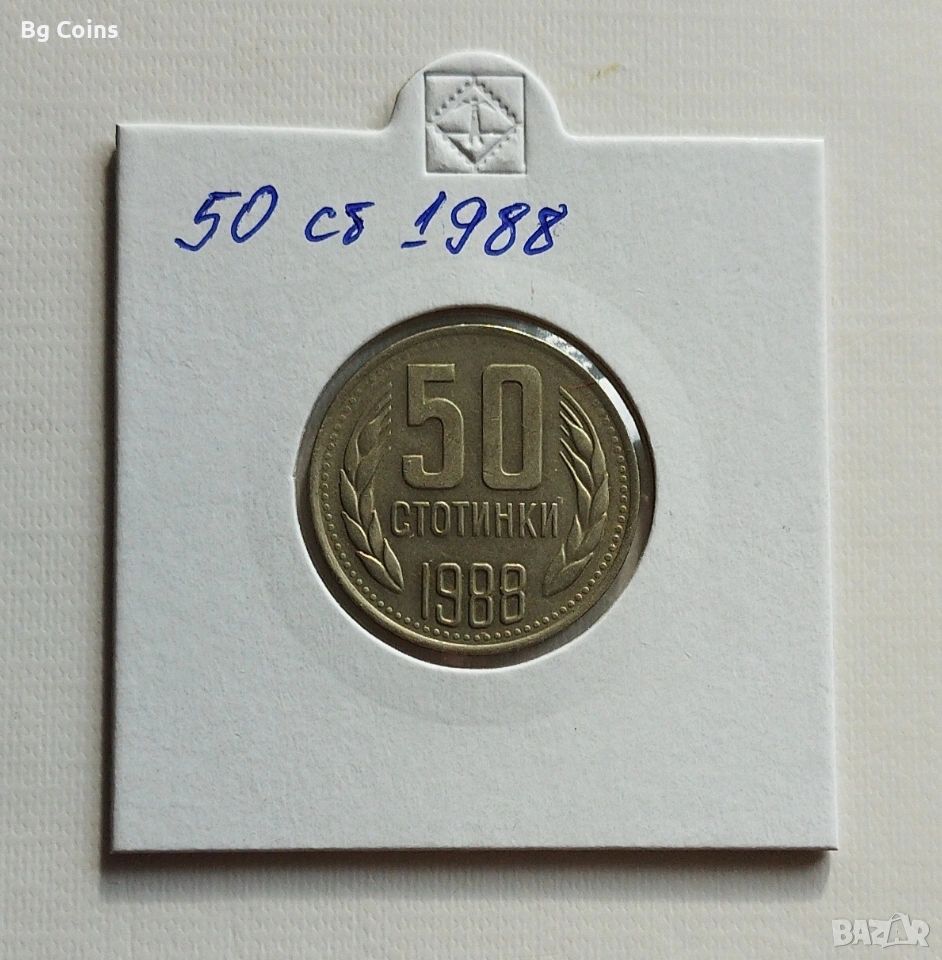 Bg Coins
50 ст 1988
50
СТОТИНКИ
1988
BAZAR